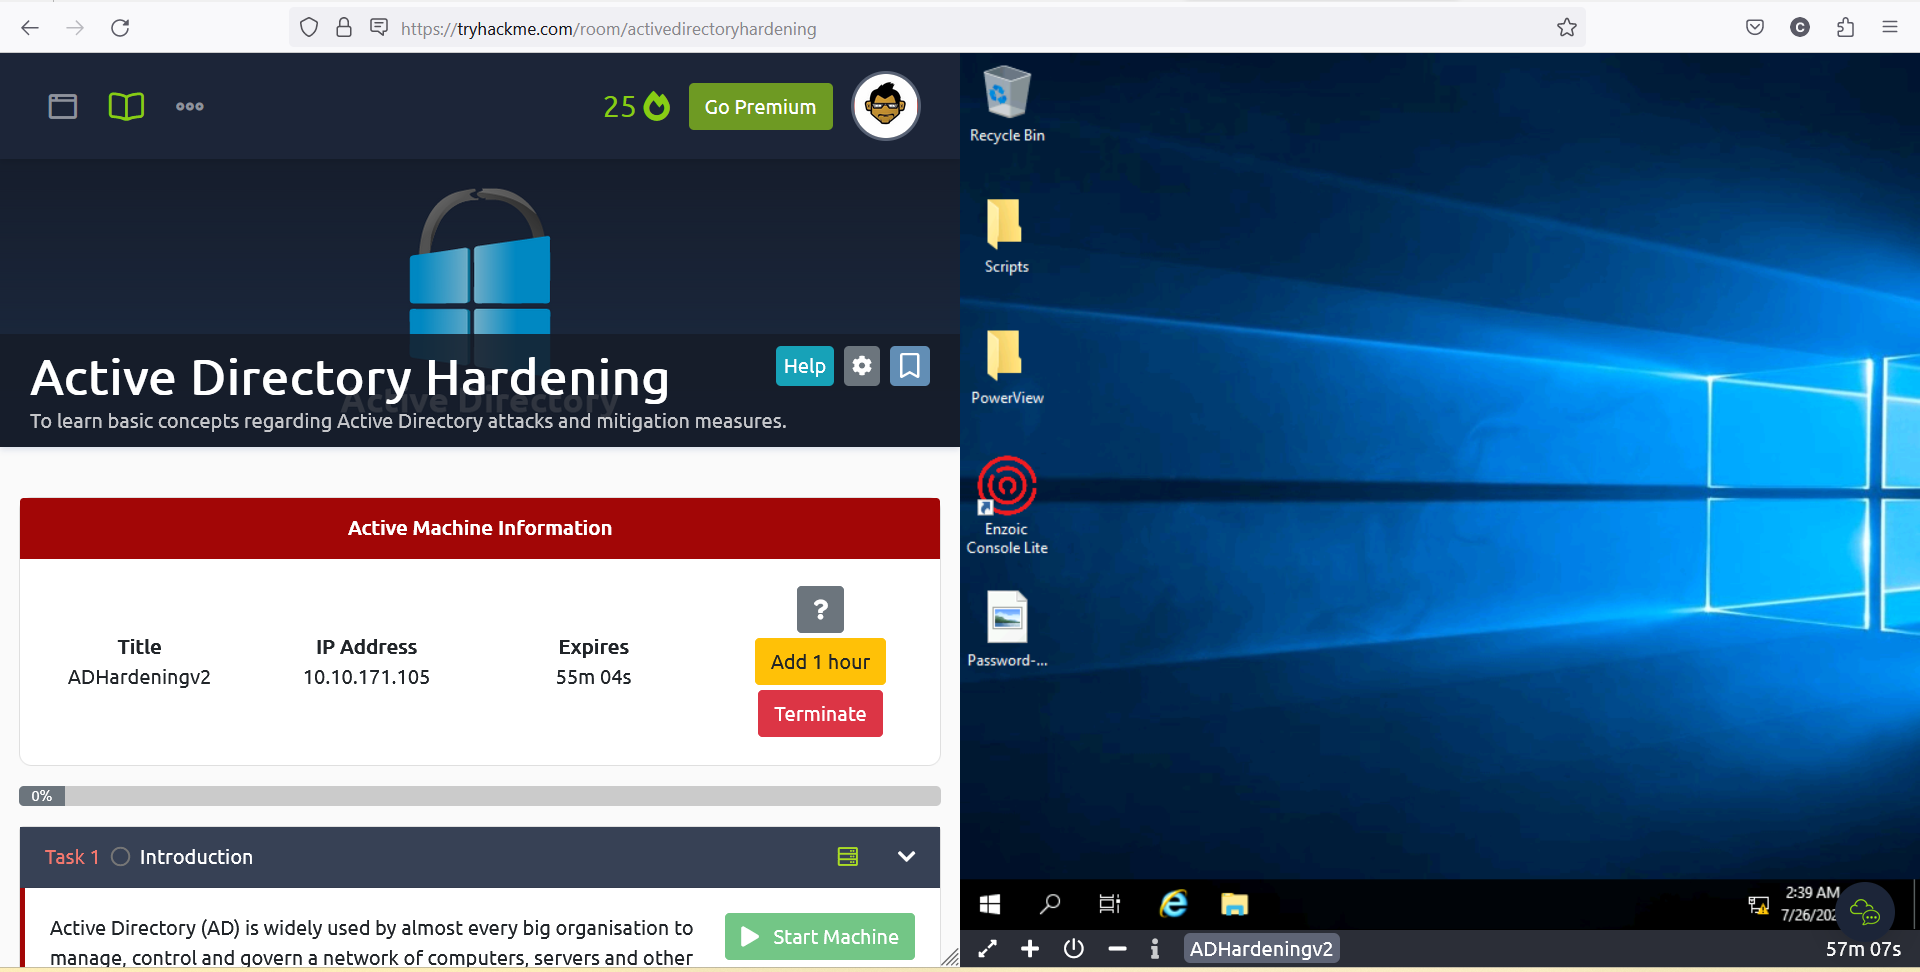 https://tryhackme.com/room/activedirectoryhardening
C
25
Go Premium
Active Directory
Active Directory Hardening
Help
To learn basic concepts regarding Active Directory attacks and mitigation measures.
Active Machine Information
?
Title
IP Address
Expires
Add 1 hour
ADHardeningv2
10.10.171.105
55m 04s
Terminate
0%
Task 1
Introduction
Active Directory (AD) is widely used by almost every big organisation to
manage, control and govern a network of computers, servers and other
Start Machine
Recycle Bin
Scripts
PowerView
Enzoic
Console Lite
Password-...
2:39 AM
7/26/202
ADHardeningv2
57m 07s